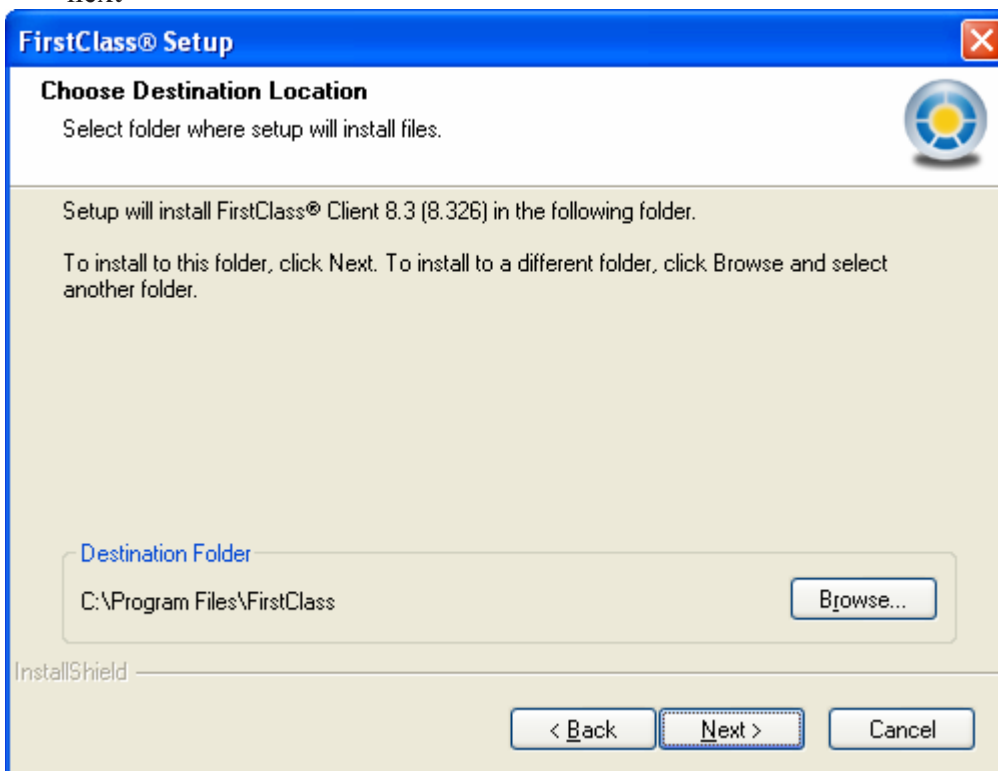 next
FirstClass® Setup
Choose Destination Location
Select folder where setup will install files.
Setup will install FirstClass® Client 8.3 (8.326) in the following folder.
To install to this folder, click Next. To install to a different folder, click Browse and select
another folder.
Destination Folder
C:\Program Files\FirstClass
Browse...
InstallShield
< Back
Next >
Cancel